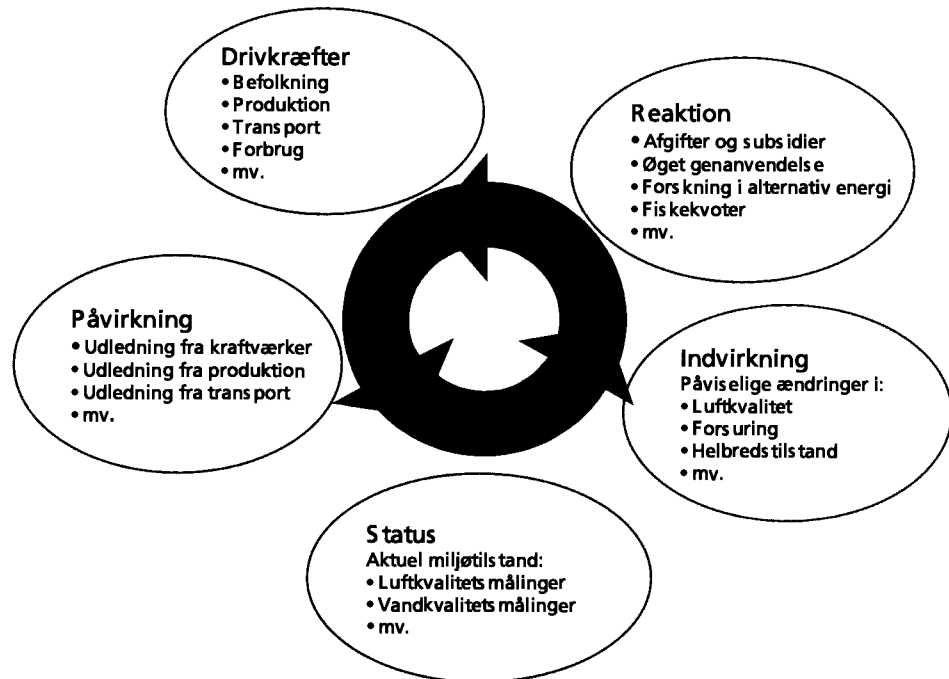 Drivkræfter
• Befolkning
• Produktion
• Transport
• Forbrug
• mv.
Reaktion
• Afgifter og subsidier
• Øget genanvendelse
• Forskning i alternativ energi
• Fiskekvoter
• mv.
Påvirkning
• Udledning fra kraftværker
• Udledning fra produktion
• Udledning fra transport
• mv.
Indvirkning
Påviselige ændringer i:
• Luftkvalitet
• Forsuring
• Helbredstilstand
• mv.
Status
Aktuel miljøtilstand:
• Luftkvalitetsmålinger
• Vandkvalitetsmålinger
• mv.